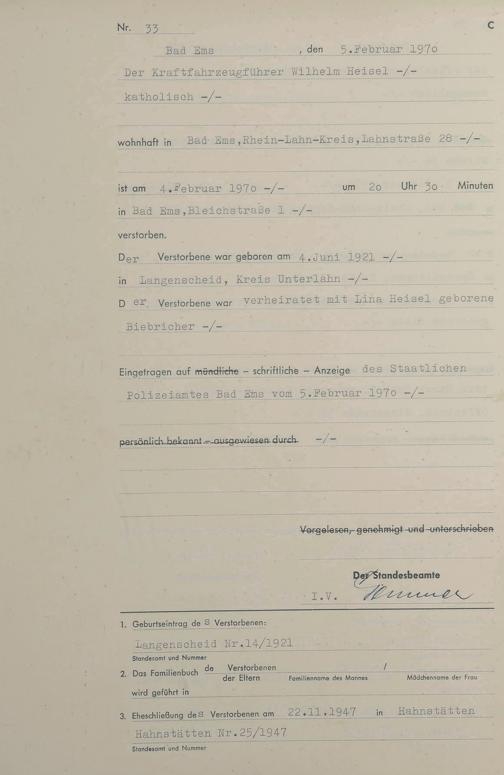 Nr. 33 C
Bad Ems , den 5.Februar 1970
Der Kraftfahrzeugführer Wilhelm Heisel -/-
katholisch -/-
wohnhaft in Bad Ems,Rhein-Lahn-Kreis,Lahnstraße 28 -/-
ist am 4.Februar 1970 -/- um 20 Uhr 30 Minuten
in Bad Ems,Bleichstraße 1 -/-
verstorben.
Der Verstorbene war geboren am 4.Juni 1921 -/-
in Langenscheid, Kreis Unterlahn -/-
Der Verstorbene war verheiratet mit Lina Heisel geborene
Biebricher -/-
Eingetragen auf mündliche - schriftliche - Anzeige des Staatlichen
Polizeiamtes Bad Ems vom 5.Februar 1970 -/-
persönlich bekannt - ausgewiesen durch -/-
Vorgelesen, genehmigt und unterschrieben
Der Standesbeamte
I.V.
1. Geburtseintrag des Verstorbenen:
Langenscheid Nr.14/1921
Standesamt und Nummer
2. Das Familienbuch de Verstorbenen /
der Eltern Familienname des Mannes Mädchenname der Frau
wird geführt in
3. Eheschließung des Verstorbenen am 22.11.1947 in Hahnstätten
Hahnstätten Nr.25/1947
Standesamt und Nummer